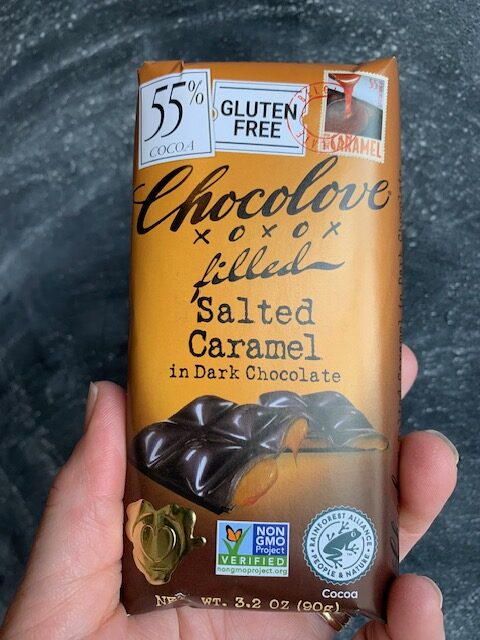 55%
COCOA
GLUTEN
FREE
CARAMEL
Chocolove
x o x o x
filled
Salted
Caramel
in Dark Chocolate
NON
GMO
Project
VERIFIED
nongmoproject.org
RAINFOREST ALLIANCE
PEOPLE & NATURE
Cocoa
NET WT. 3.2 OZ (90g)